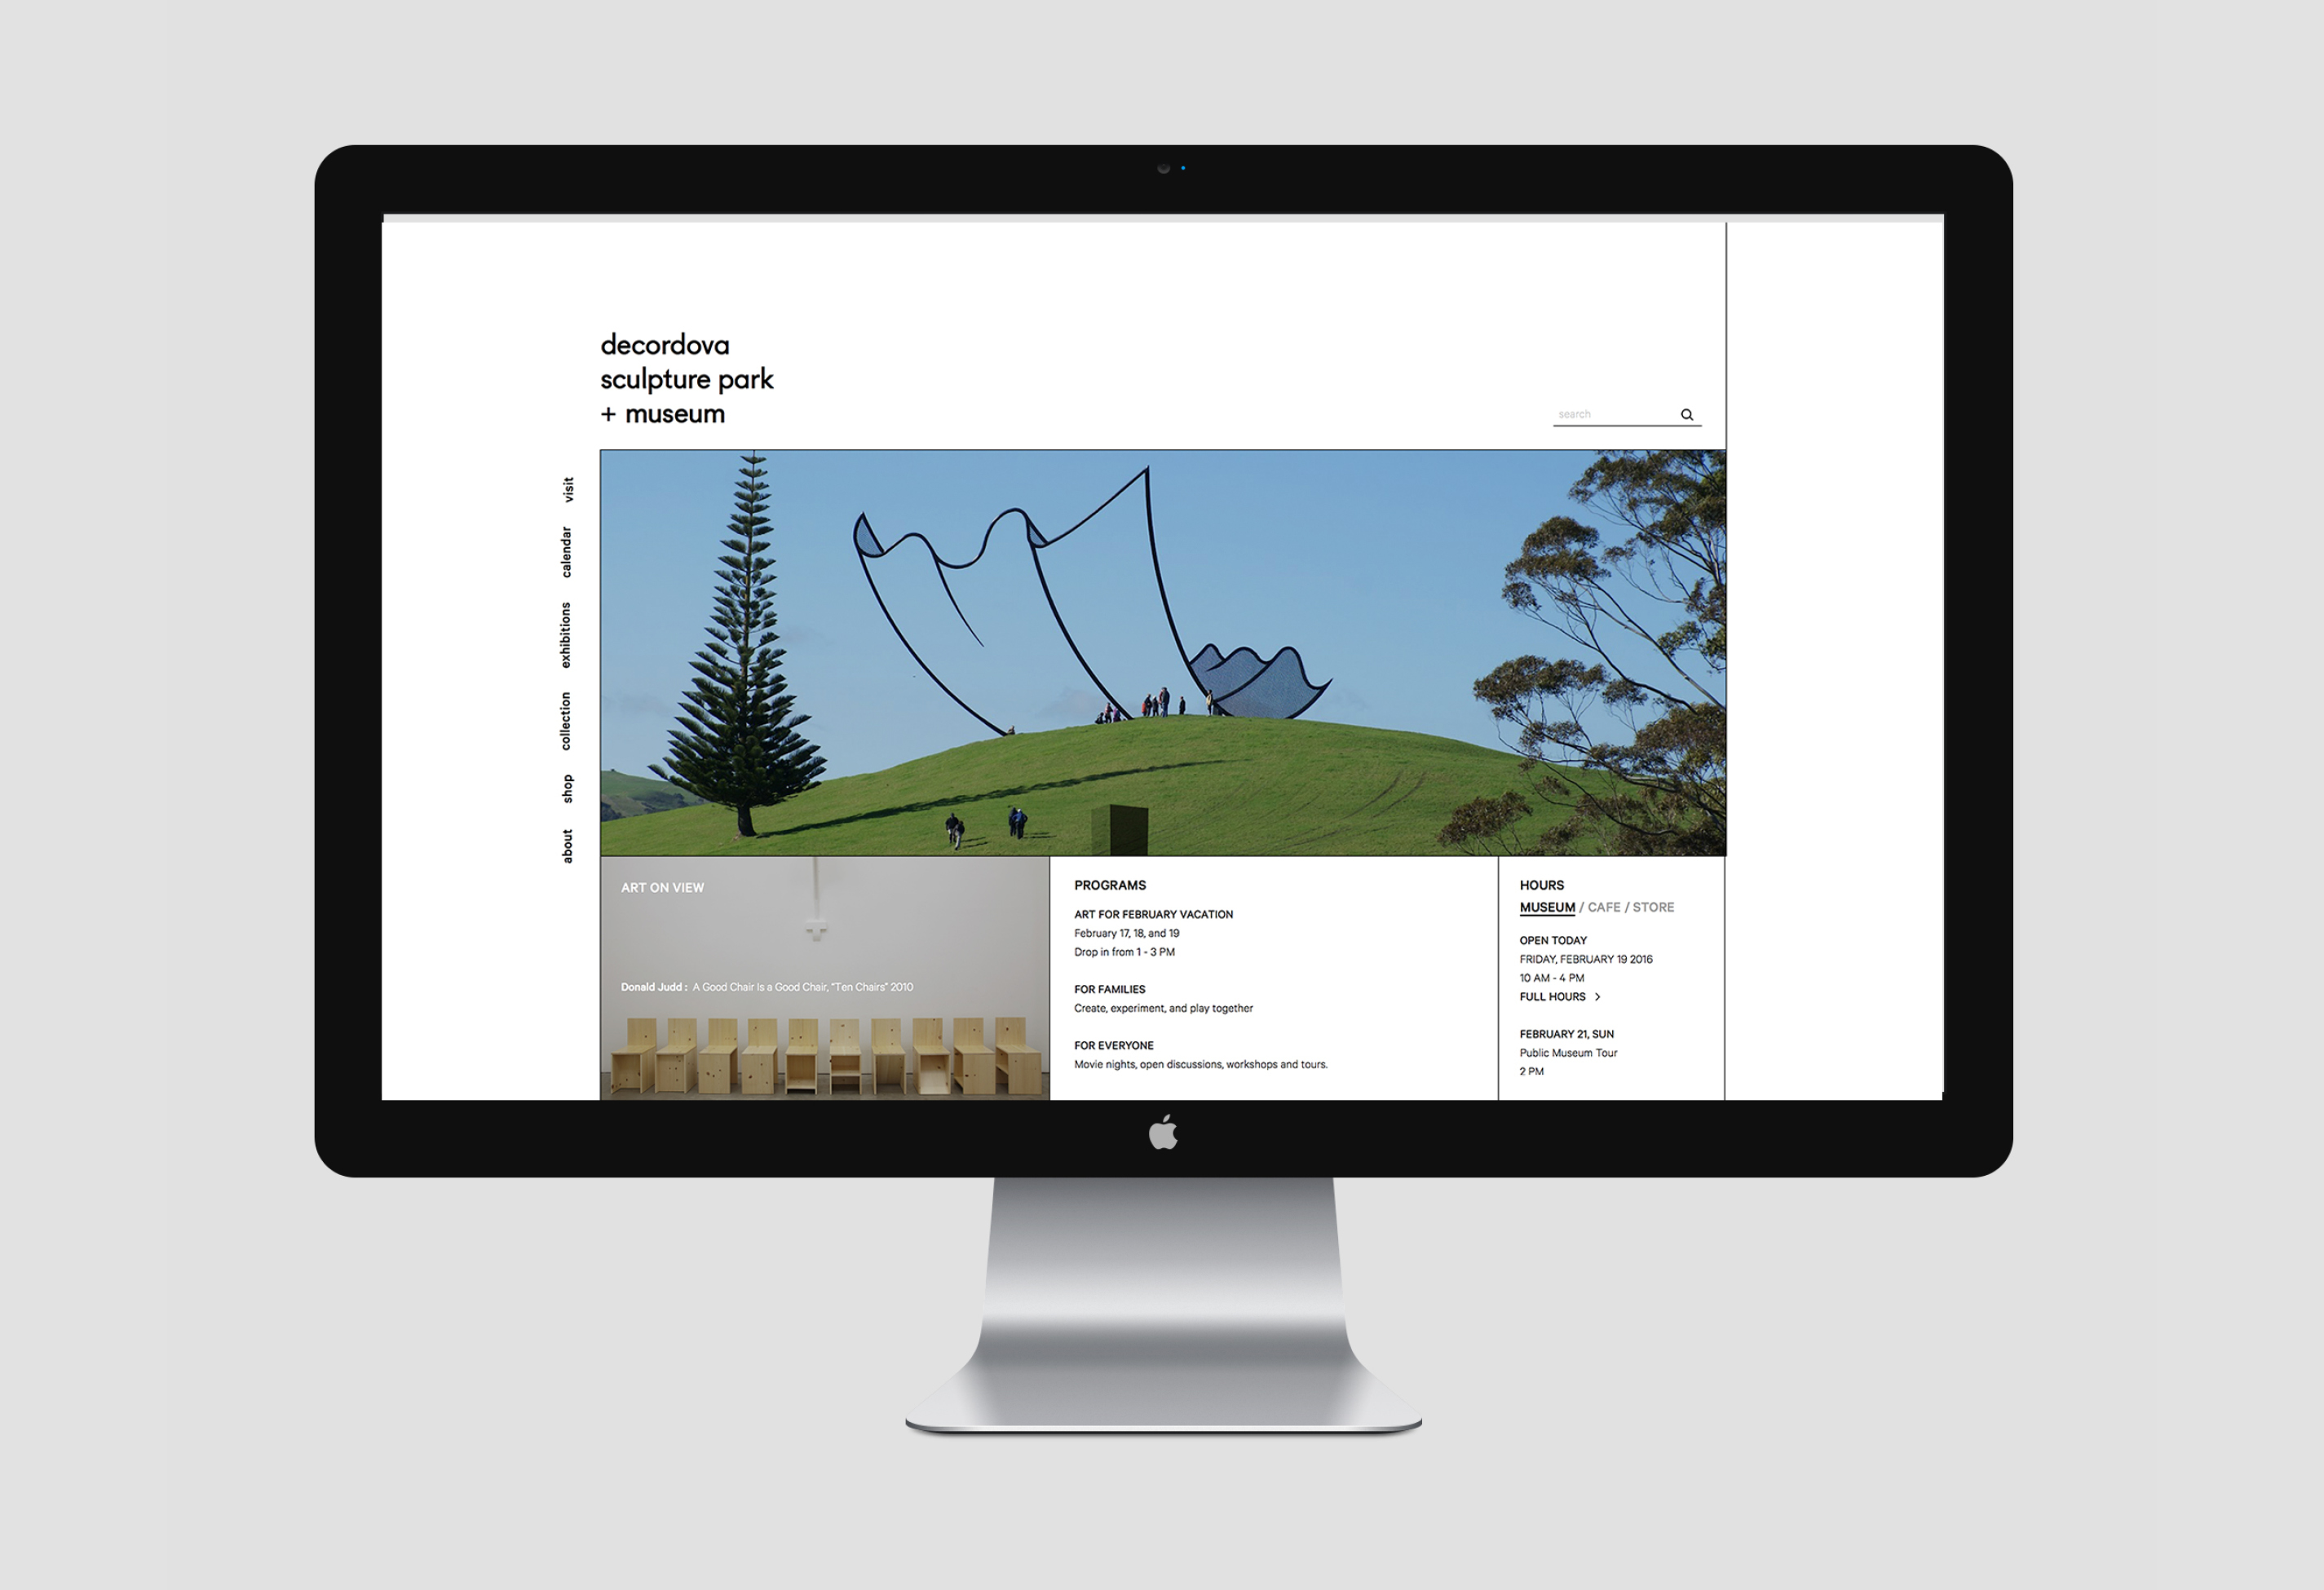 decordova
sculpture park
+ museum
search
visit
calendar
exhibitions
collection
shop
about
ART ON VIEW
Donald Judd : A Good Chair Is a Good Chair, “Ten Chairs” 2010
PROGRAMS
ART FOR FEBRUARY VACATION
February 17, 18, and 19
Drop in from 1 - 3 PM
FOR FAMILIES
Create, experiment, and play together
FOR EVERYONE
Movie nights, open discussions, workshops and tours.
HOURS
MUSEUM / CAFE / STORE
OPEN TODAY
FRIDAY, FEBRUARY 19 2016
10 AM - 4 PM
FULL HOURS >
FEBRUARY 21, SUN
Public Museum Tour
2 PM